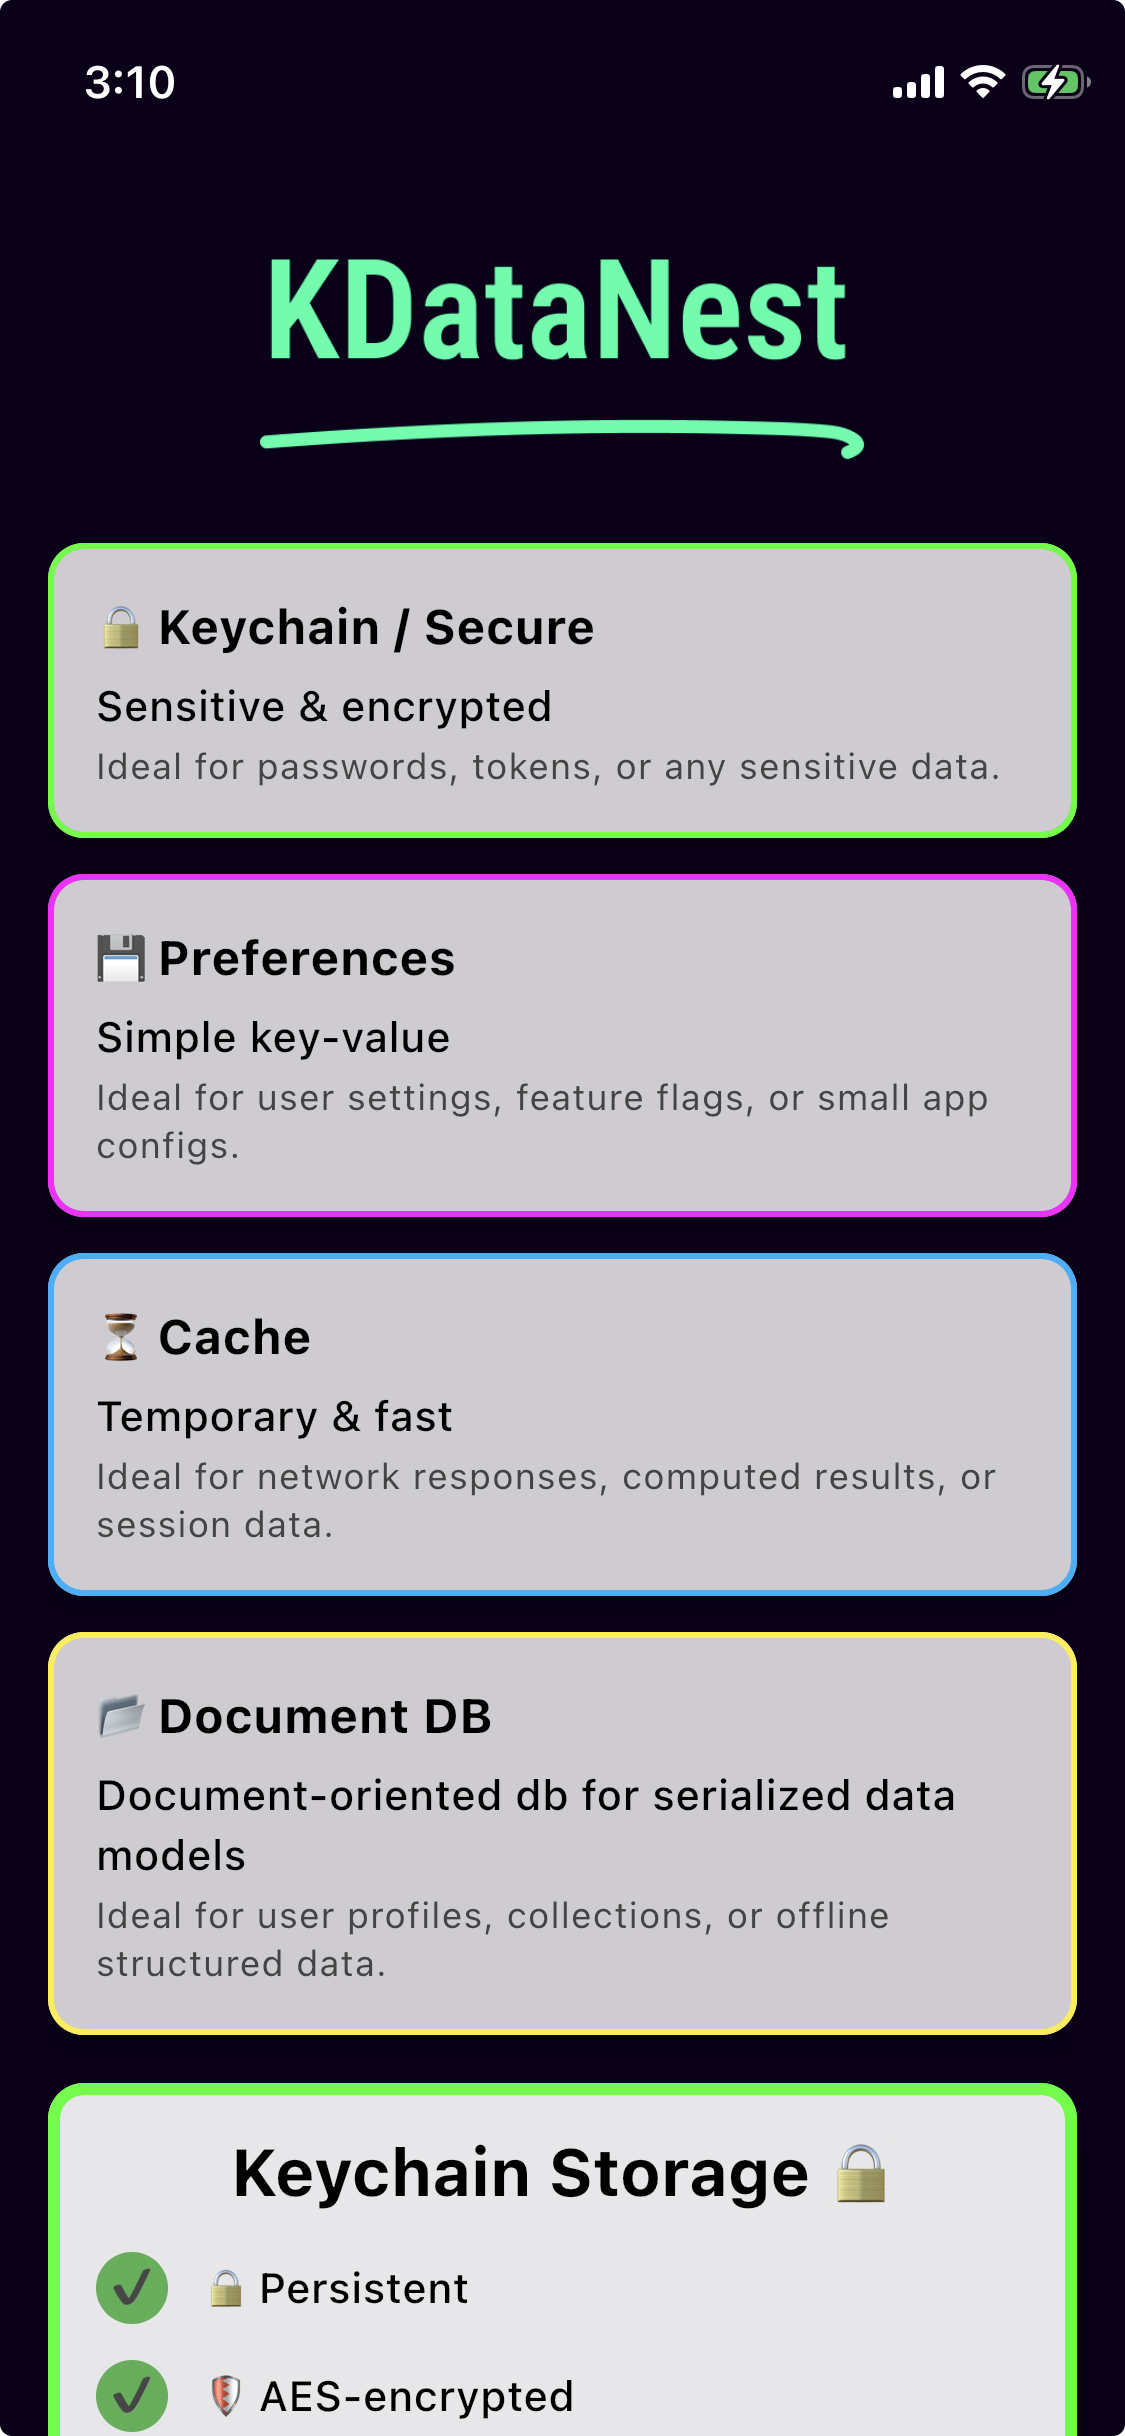 3:10
KDataNest
🔒 Keychain / Secure
Sensitive & encrypted
Ideal for passwords, tokens, or any sensitive data.
💾 Preferences
Simple key-value
Ideal for user settings, feature flags, or small app
configs.
⏳ Cache
Temporary & fast
Ideal for network responses, computed results, or
session data.
📂 Document DB
Document-oriented db for serialized data
models
Ideal for user profiles, collections, or offline
structured data.
Keychain Storage 🔒
✔ 🔒 Persistent
✔ 🛡 AES-encrypted